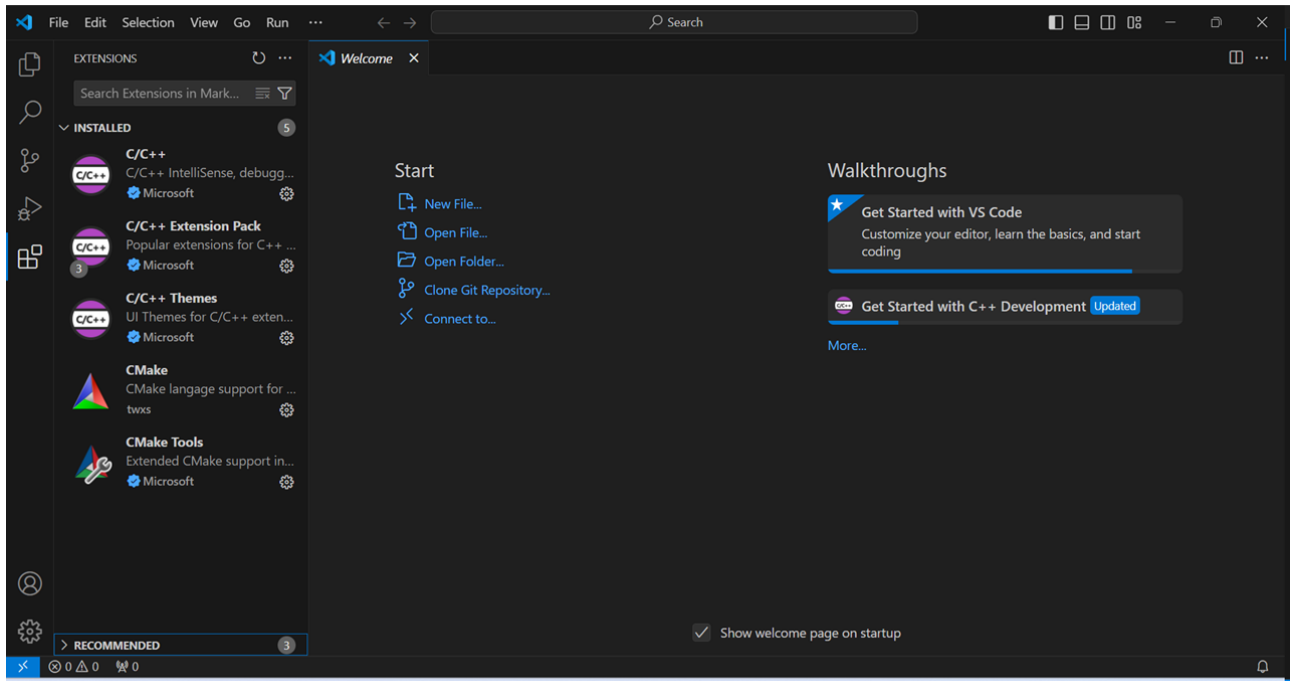 File Edit Selection View Go Run ···
Search
EXTENSIONS
Search Extensions in Mark...
INSTALLED
5
C/C++
C/C++
C/C++ IntelliSense, debugg...
Microsoft
C/C++
3
C/C++ Extension Pack
Popular extensions for C++ ...
Microsoft
C/C++
C/C++ Themes
UI Themes for C/C++ exten...
Microsoft
CMake
CMake langage support for ...
twxs
CMake Tools
Extended CMake support in...
Microsoft
RECOMMENDED
3
Welcome
Start
New File...
Open File...
Open Folder...
Clone Git Repository...
Connect to...
Walkthroughs
Get Started with VS Code
Customize your editor, learn the basics, and start
coding
C/C++
Get Started with C++ Development Updated
More...
Show welcome page on startup
0 0 0